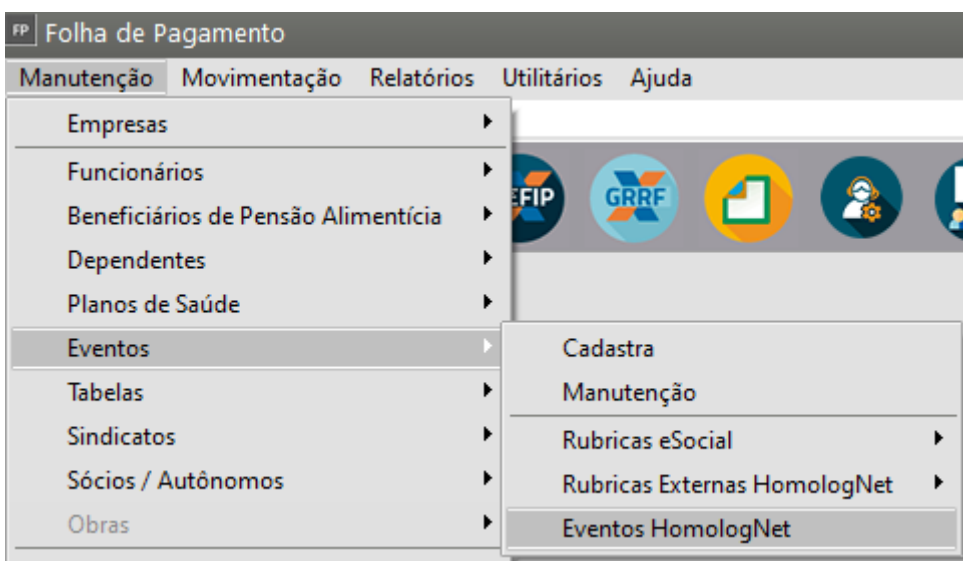 FP Folha de Pagamento
Manutenção Movimentação Relatórios Utilitários Ajuda
Empresas
Funcionários
Beneficiários de Pensão Alimentícia
Dependentes
Planos de Saúde
Eventos
Tabelas
Sindicatos
Sócios / Autônomos
Obras
EFIP
GRRF
Cadastra
Manutenção
Rubricas eSocial
Rubricas Externas HomologNet
Eventos HomologNet